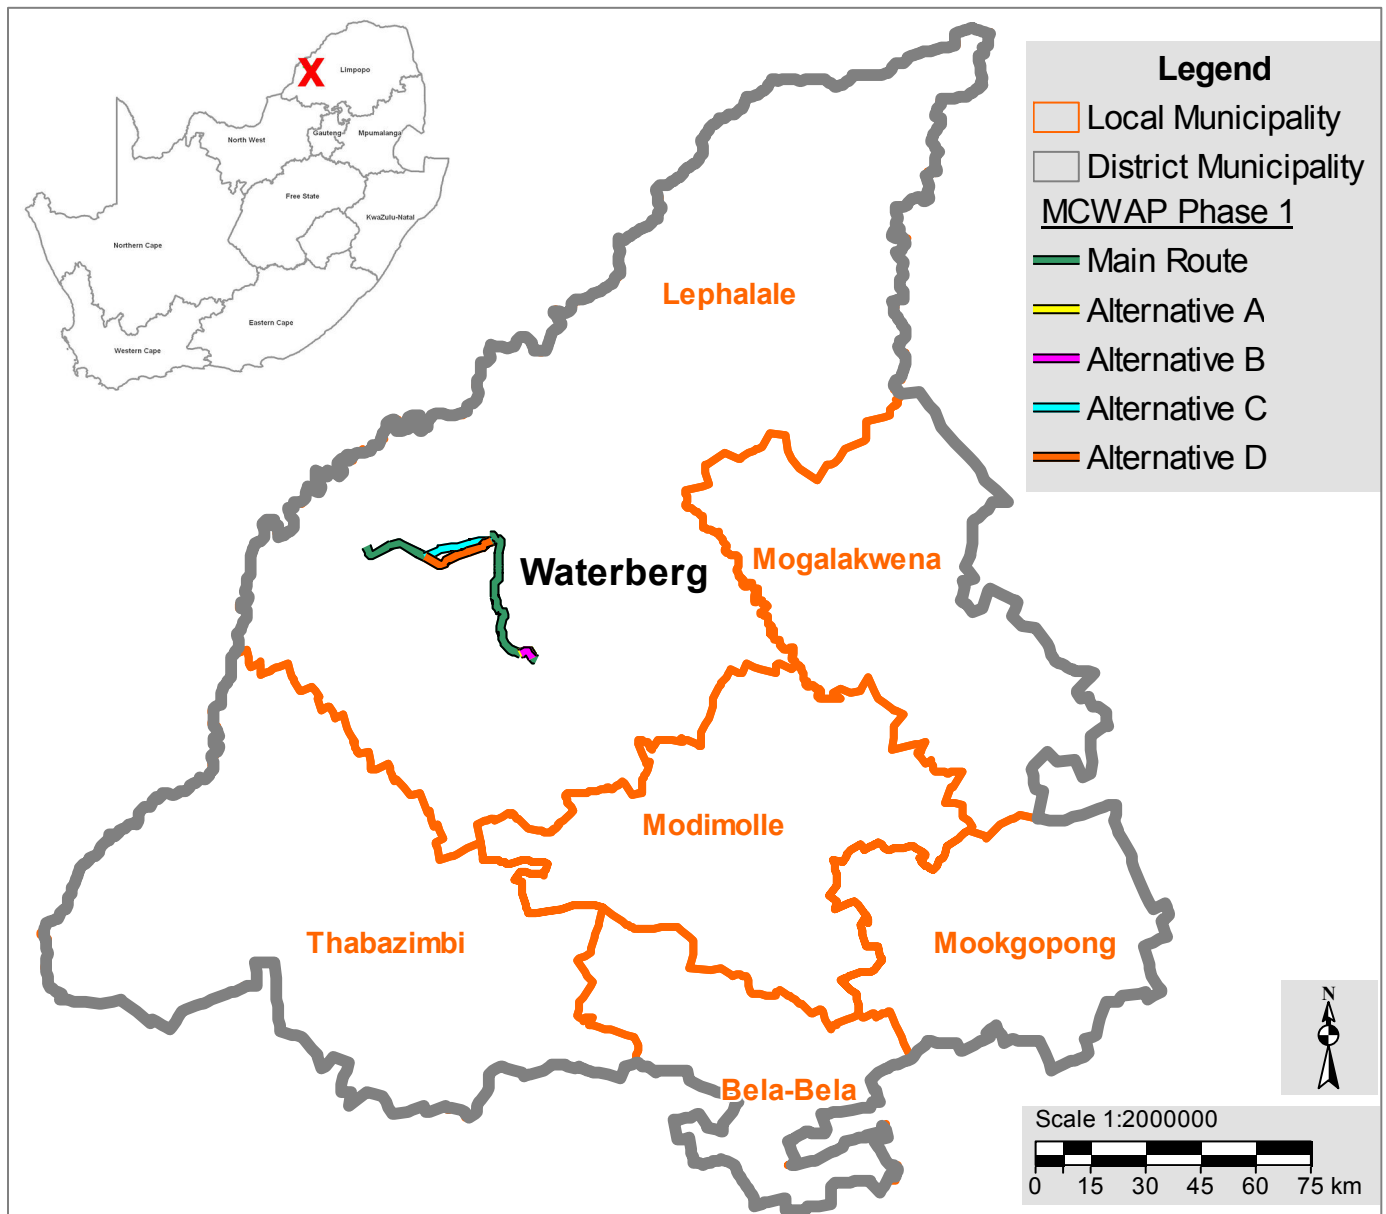 X
Limpopo
North West
Gauteng
Mpumalanga
Free State
KwaZulu-Natal
Northern Cape
Eastern Cape
Western Cape
Legend
Local Municipality
District Municipality
MCWAP Phase 1
Main Route
Alternative A
Alternative B
Alternative C
Alternative D
Lephalale
Mogalakwena
Waterberg
Modimolle
Thabazimbi
Mookgopong
Bela-Bela
N
Scale 1:2000000
0 15 30 45 60 75 km